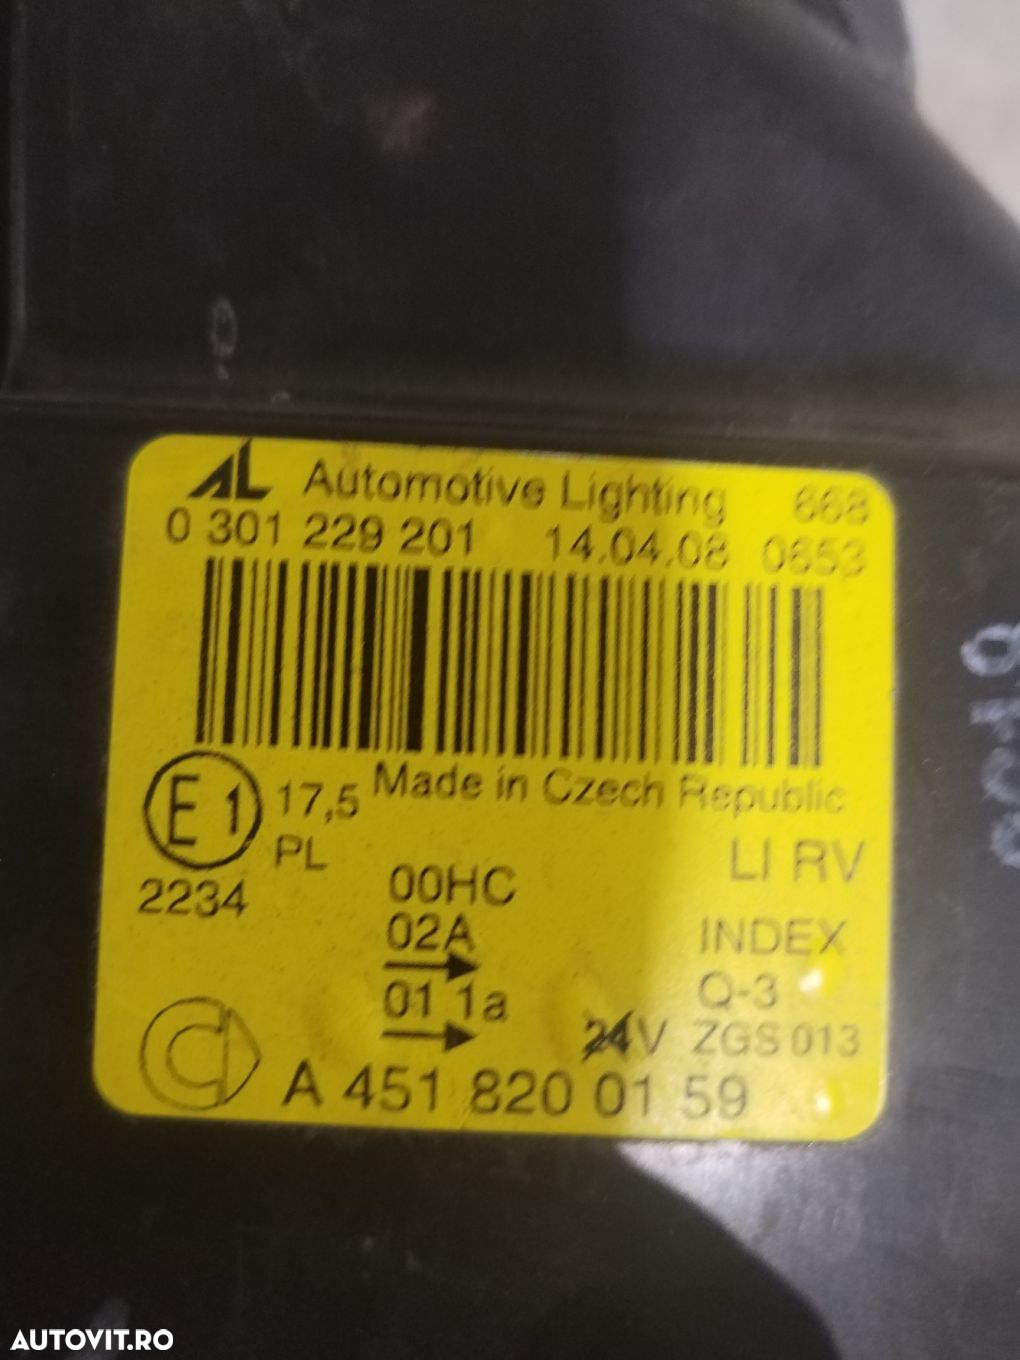 AL Automotive Lighting 668
0 301 229 201 14.04.08 0653
E1 17,5 Made in Czech Republic
PL LI RV
2234 00HC
02A INDEX
01 1a Q-3
24V ZGS 013
A 451 820 01 59
AUTOVIT.RO